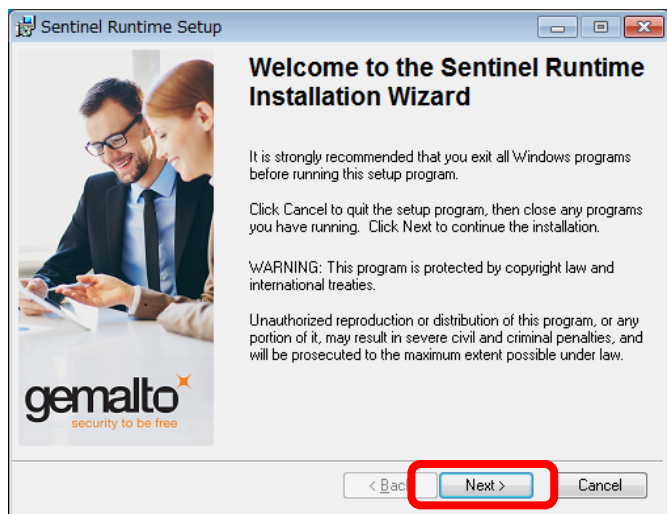 Sentinel Runtime Setup
Welcome to the Sentinel Runtime
Installation Wizard
It is strongly recommended that you exit all Windows programs
before running this setup program.
Click Cancel to quit the setup program, then close any programs
you have running. Click Next to continue the installation.
WARNING: This program is protected by copyright law and
international treaties.
Unauthorized reproduction or distribution of this program, or any
portion of it, may result in severe civil and criminal penalties, and
will be prosecuted to the maximum extent possible under law.
gemalto
security to be free
< Back Next > Cancel